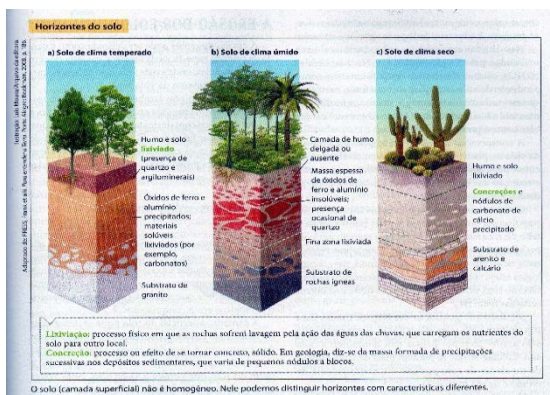 Horizontes do solo
a) Solo de clima temperado
Humo e solo
lixiviado
(presença de
quartzo e
argilominerais)
Óxidos de ferro e
alumínio
precipitados;
materiais
solúveis
lixiviados (por
exemplo,
carbonatos)
Substrato de
granito
b) Solo de clima úmido
Camada de humo
delgada ou
ausente
Massa espessa
de óxidos de
ferro e alumínio
insolúveis;
presença
ocasional de
quartzo
Fina zona lixiviada
Substrato de
rochas ígneas
c) Solo de clima seco
Humo e solo
lixiviado
Concreções e
nódulos de
carbonato de
cálcio
precipitado
Substrato de
arenito e
calcário
Lixiviação: processo físico em que as rochas sofrem lavagem pela ação das águas das chuvas, que carregam os nutrientes do
solo para outro local.
Concreção: processo ou efeito de se tornar concreto, sólido. Em geologia, diz-se da massa formada de precipitações
sucessivas nos depósitos sedimentares, que varia de pequenos nódulos a blocos.
O solo (camada superficial) não é homogêneo. Nele podemos distinguir horizontes com características diferentes.